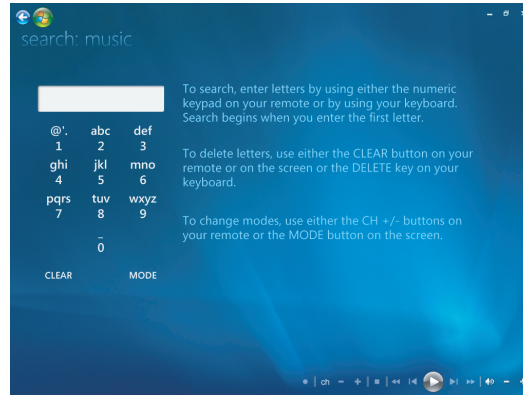 search: music
To search, enter letters by using either the numeric
keypad on your remote or by using your keyboard.
Search begins when you enter the first letter.
@'. abc def
1 2 3
ghi jkl mno
4 5 6
pqrs tuv wxyz
7 8 9
_
0
CLEAR MODE
To delete letters, use either the CLEAR button on your
remote or on the screen or the DELETE key on your
keyboard.
To change modes, use either the CH +/- buttons on
your remote or the MODE button on the screen.
ch - +
- +